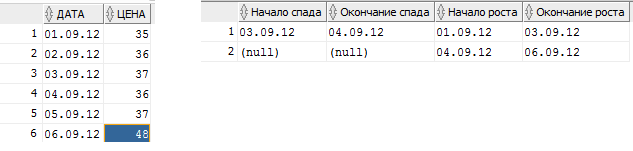 ДАТА ЦЕНА
1 01.09.12 35
2 02.09.12 36
3 03.09.12 37
4 04.09.12 36
5 05.09.12 37
6 06.09.12 48
Начало спада Окончание спада Начало роста Окончание роста
1 03.09.12 04.09.12 01.09.12 03.09.12
2 (null) (null) 04.09.12 06.09.12